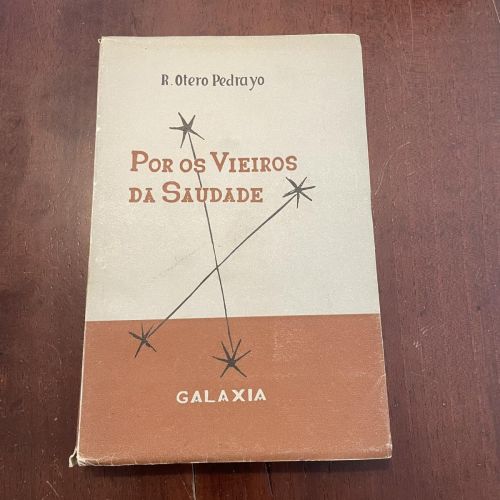 R. Otero Pedrayo
POR OS VIEIROS
DA SAUDADE
GALAXIA